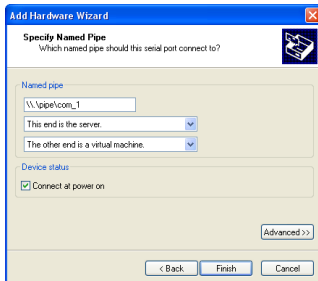 Add Hardware Wizard
Specify Named Pipe
Which named pipe should this serial port connect to?
Named pipe
\\.\pipe\com_1
This end is the server.
The other end is a virtual machine.
Device status
Connect at power on
Advanced >>
< Back
Finish
Cancel